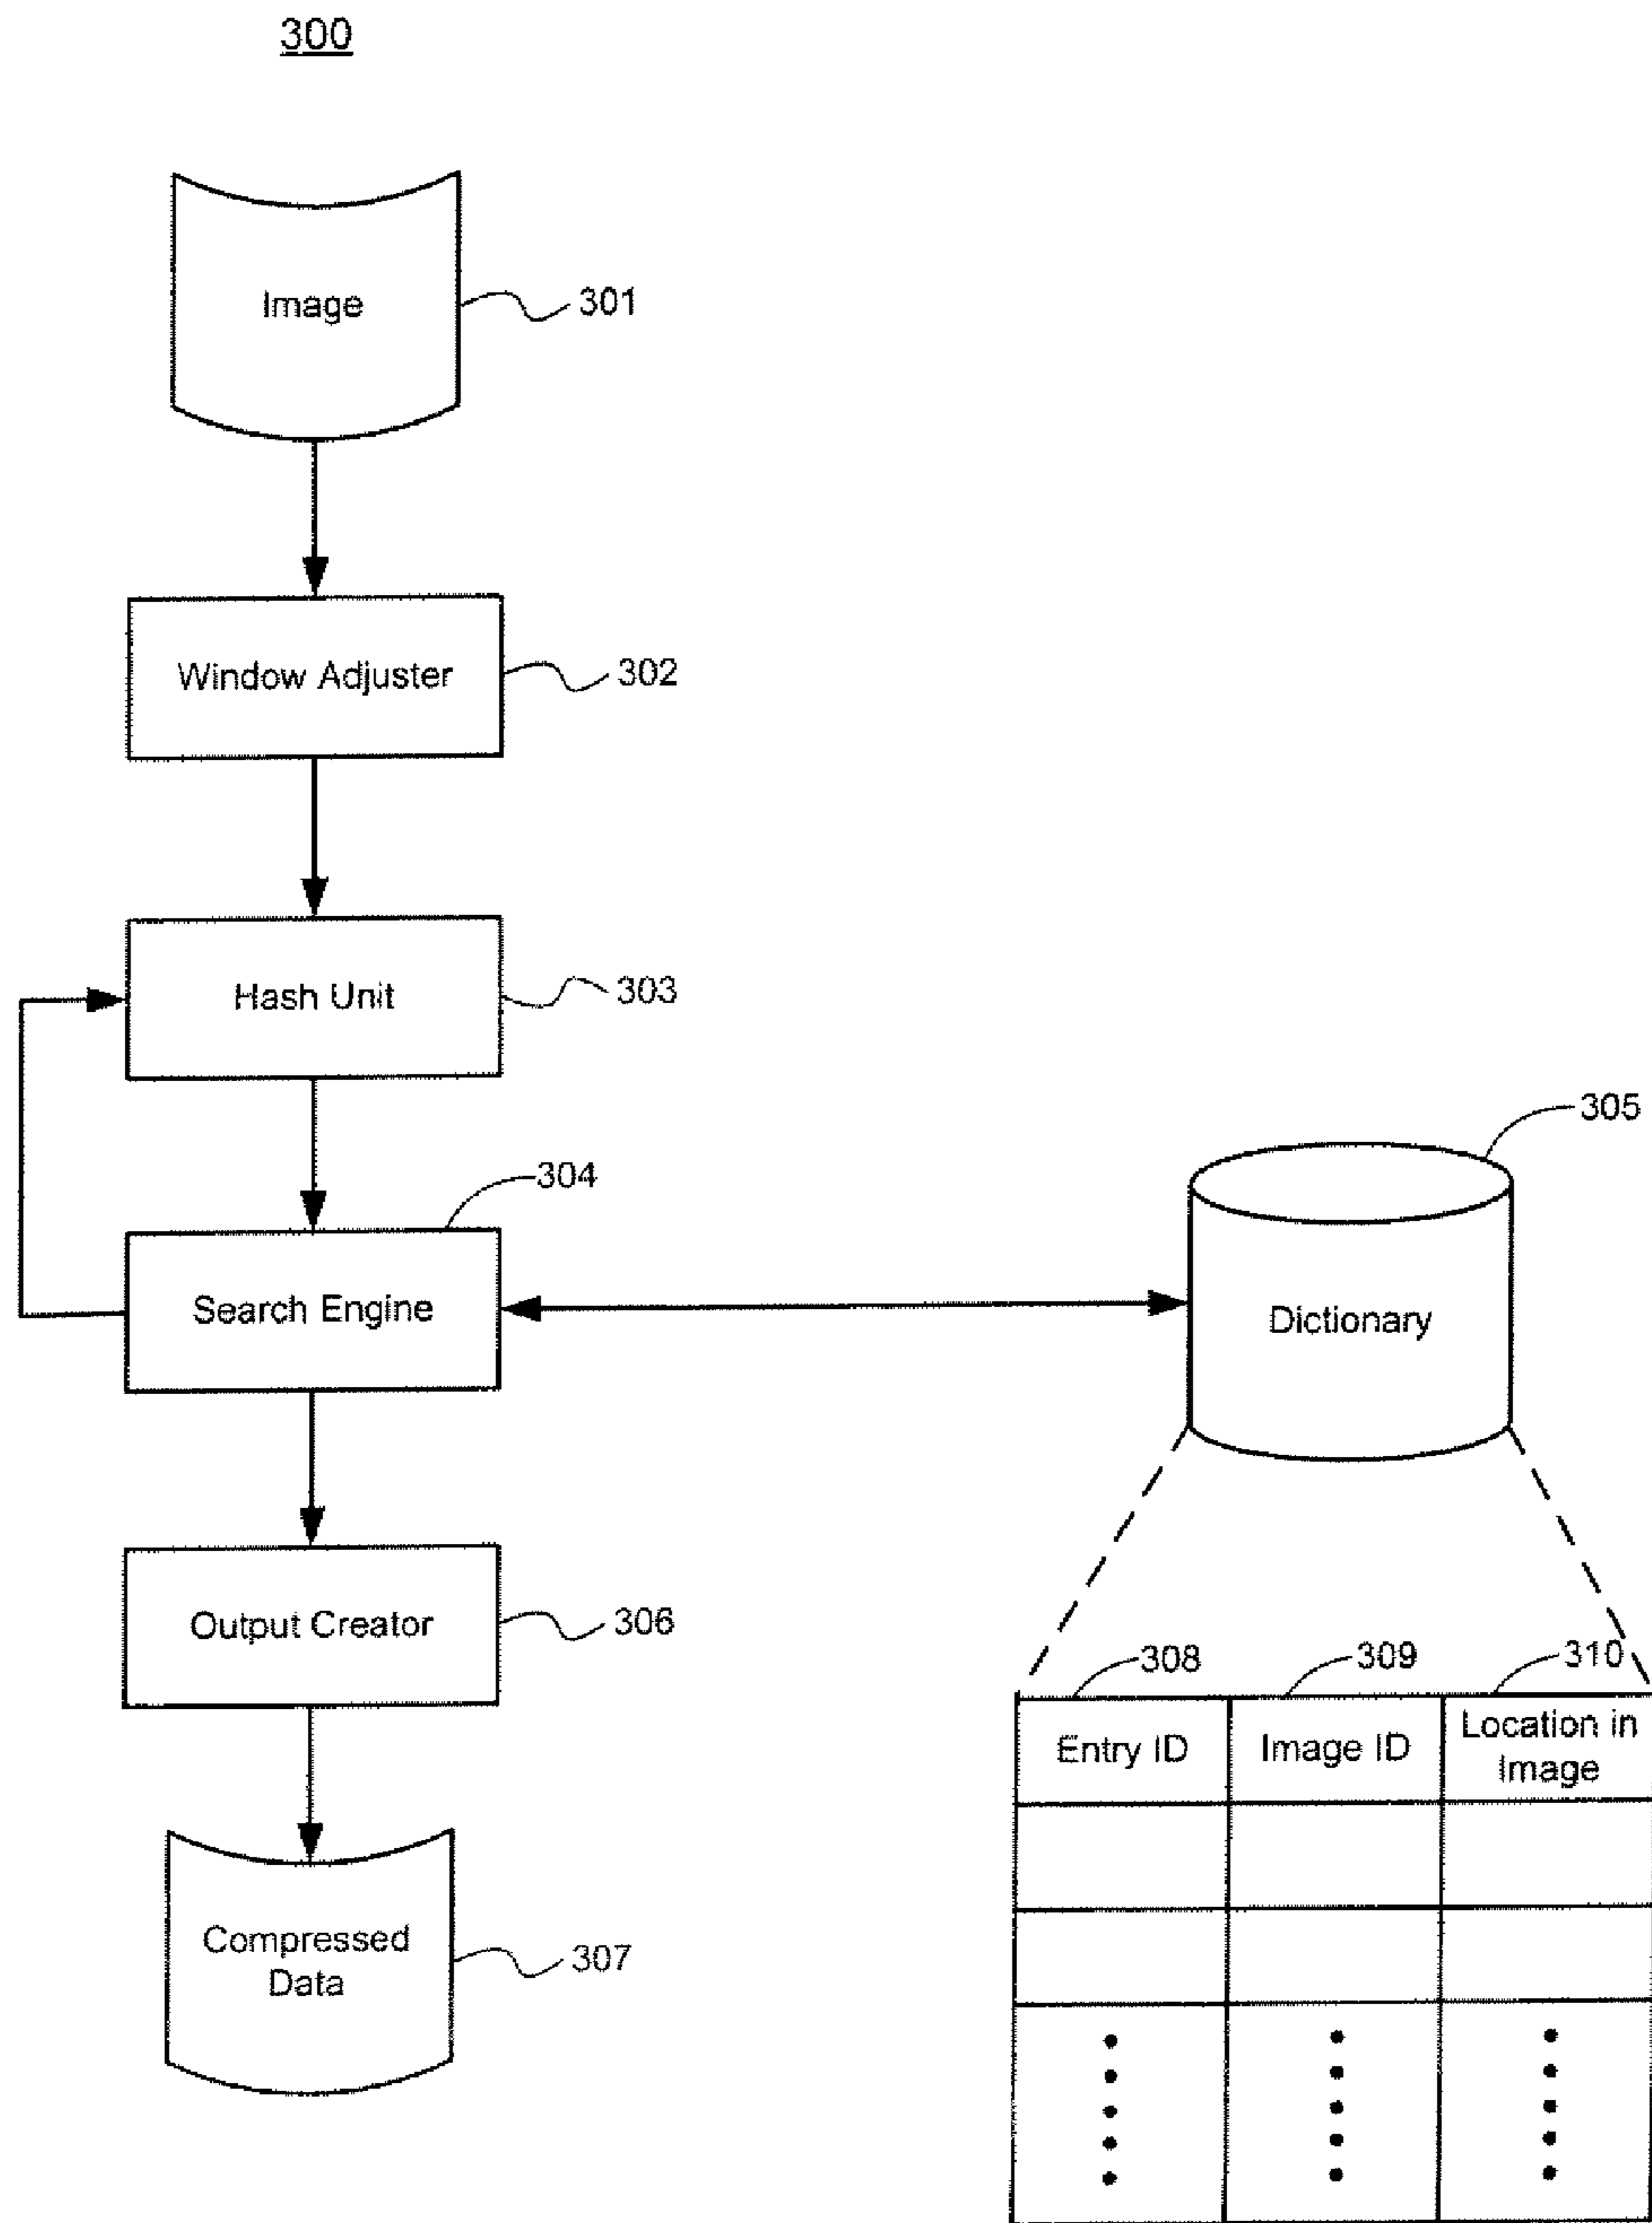 300
Image
301
Window Adjuster
302
Hash Unit
303
304
Search Engine
305
Dictionary
Output Creator
306
308
309
310
Entry ID
Image ID
Location in
Image
Compressed
Data
307